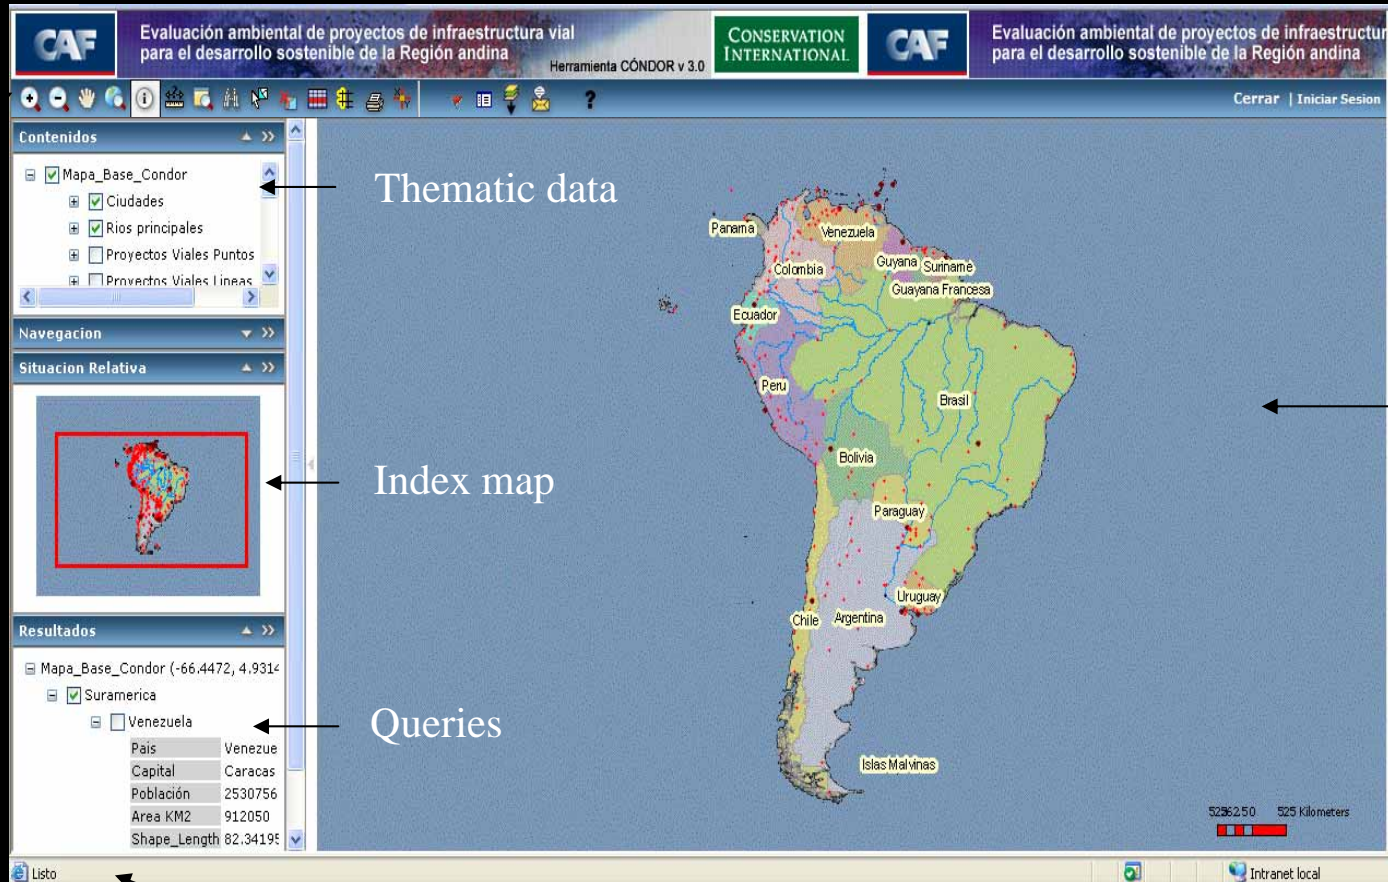 CAF
Evaluación ambiental de proyectos de infraestructura vial
para el desarrollo sostenible de la Región andina
Herramienta CÓNDOR v 3.0
CONSERVATION
INTERNATIONAL
CAF
Evaluación ambiental de proyectos de infraestructur
para el desarrollo sostenible de la Región andina
Cerrar | Iniciar Sesion
Contenidos
Mapa_Base_Condor
Ciudades
Rios principales
Proyectos Viales Puntos
Proyectos Viales Lineas
Thematic data
Navegacion
Situacion Relativa
Index map
Resultados
Mapa_Base_Condor (-66.4472, 4.9314
Suramerica
Venezuela
Queries
Pais Venezue
Capital Caracas
Población 2530756
Area KM2 912050
Shape_Length 82.34195
Panama
Venezuela
Colombia
Guyana
Suriname
Guayana Francesa
Ecuador
Peru
Brasil
Bolivia
Paraguay
Uruguay
Chile
Argentina
Islas Malvinas
525 Kilometers
Listo
Intranet local